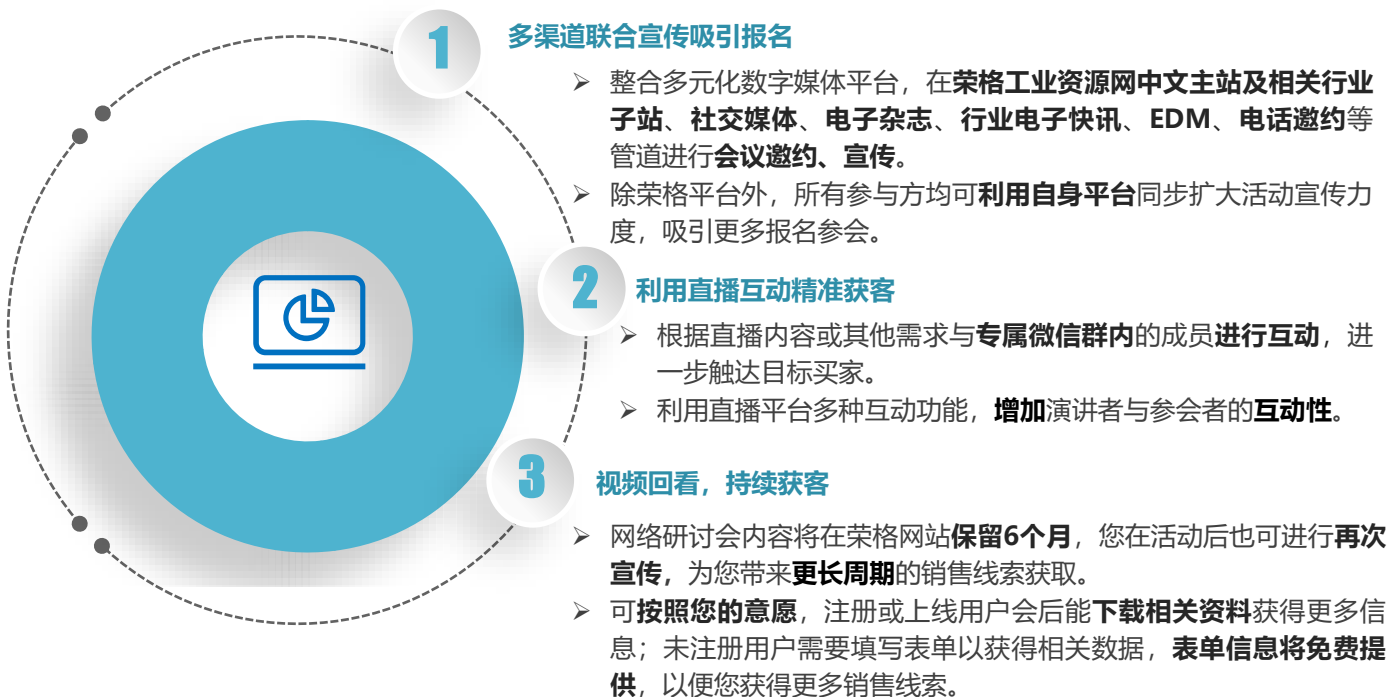 1
多渠道联合宣传吸引报名
➢ 整合多元化数字媒体平台，在荣格工业资源网中文主站及相关行业
子站、社交媒体、电子杂志、行业电子快讯、EDM、电话邀约等
管道进行会议邀约、宣传。
➢ 除荣格平台外，所有参与方均可利用自身平台同步扩大活动宣传力
度，吸引更多报名参会。
2
利用直播互动精准获客
➢ 根据直播内容或其他需求与专属微信群内的成员进行互动，进
一步触达目标买家。
➢ 利用直播平台多种互动功能，增加演讲者与参会者的互动性。
3
视频回看，持续获客
➢ 网络研讨会内容将在荣格网站保留6个月，您在活动后也可进行再次
宣传，为您带来更长周期的销售线索获取。
➢ 可按照您的意愿，注册或上线用户会后能下载相关资料获得更多信
息；未注册用户需要填写表单以获得相关数据，表单信息将免费提
供，以便您获得更多销售线索。